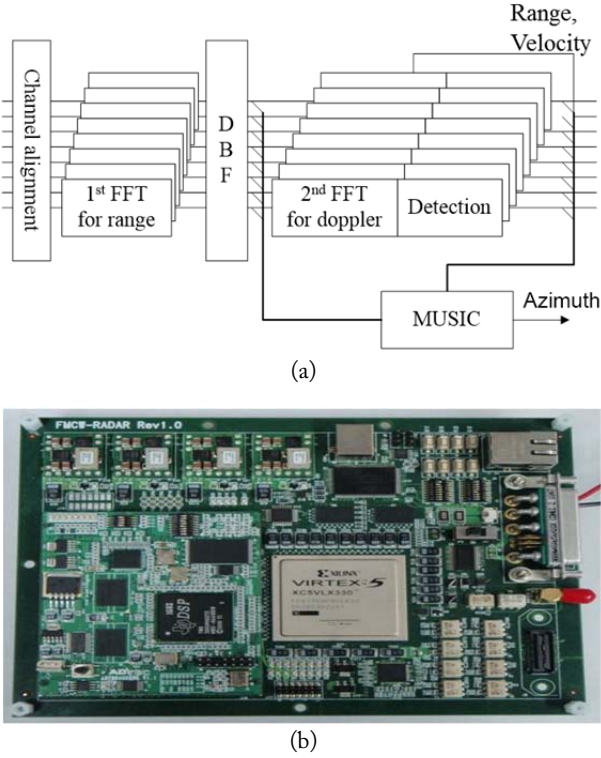 Range,
Velocity
Channel alignment
1st FFT
for range
D
B
F
2nd FFT
for doppler
Detection
MUSIC
Azimuth
(a)
FMCW-RADAR Rev1.0
XILINX
VIRTEX-5
XC5VLX330
DSP
(b)